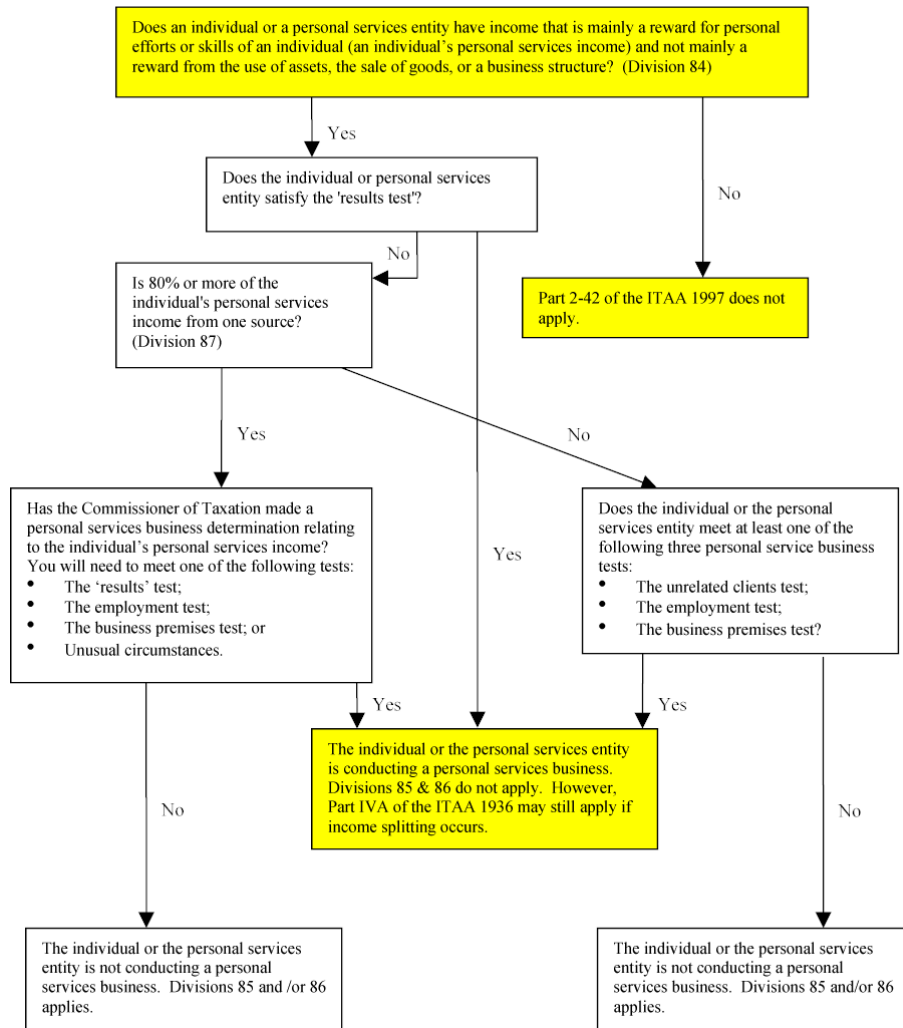 Does an individual or a personal services entity have income that is mainly a reward for personal
efforts or skills of an individual (an individual’s personal services income) and not mainly a
reward from the use of assets, the sale of goods, or a business structure?  (Division 84)
Yes
No
Does the individual or personal services
entity satisfy the 'results test'?
No
Is 80% or more of the
individual's personal services
income from one source?
(Division 87)
Part 2-42 of the ITAA 1997 does not
apply.
Yes
No
Yes
Has the Commissioner of Taxation made a
personal services business determination relating
to the individual’s personal services income?
You will need to meet one of the following tests:
• The ‘results’ test;
• The employment test;
• The business premises test; or
• Unusual circumstances.
Does the individual or the personal
services entity meet at least one of the
following three personal service business
tests:
• The unrelated clients test;
• The employment test;
• The business premises test?
Yes
Yes
The individual or the personal services entity
is conducting a personal services business.
Divisions 85 & 86 do not apply.  However,
Part IVA of the ITAA 1936 may still apply if
income splitting occurs.
No
No
The individual or the personal services
entity is not conducting a personal
services business.  Divisions 85 and /or 86
applies.
The individual or the personal services
entity is not conducting a personal
services business.  Divisions 85 and/or 86
applies.